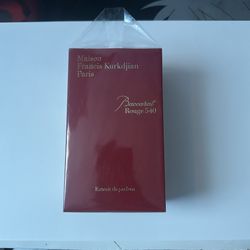 Maison
Francis Kurkdjian
Paris
Baccarat
Rouge 540
Extrait de parfum